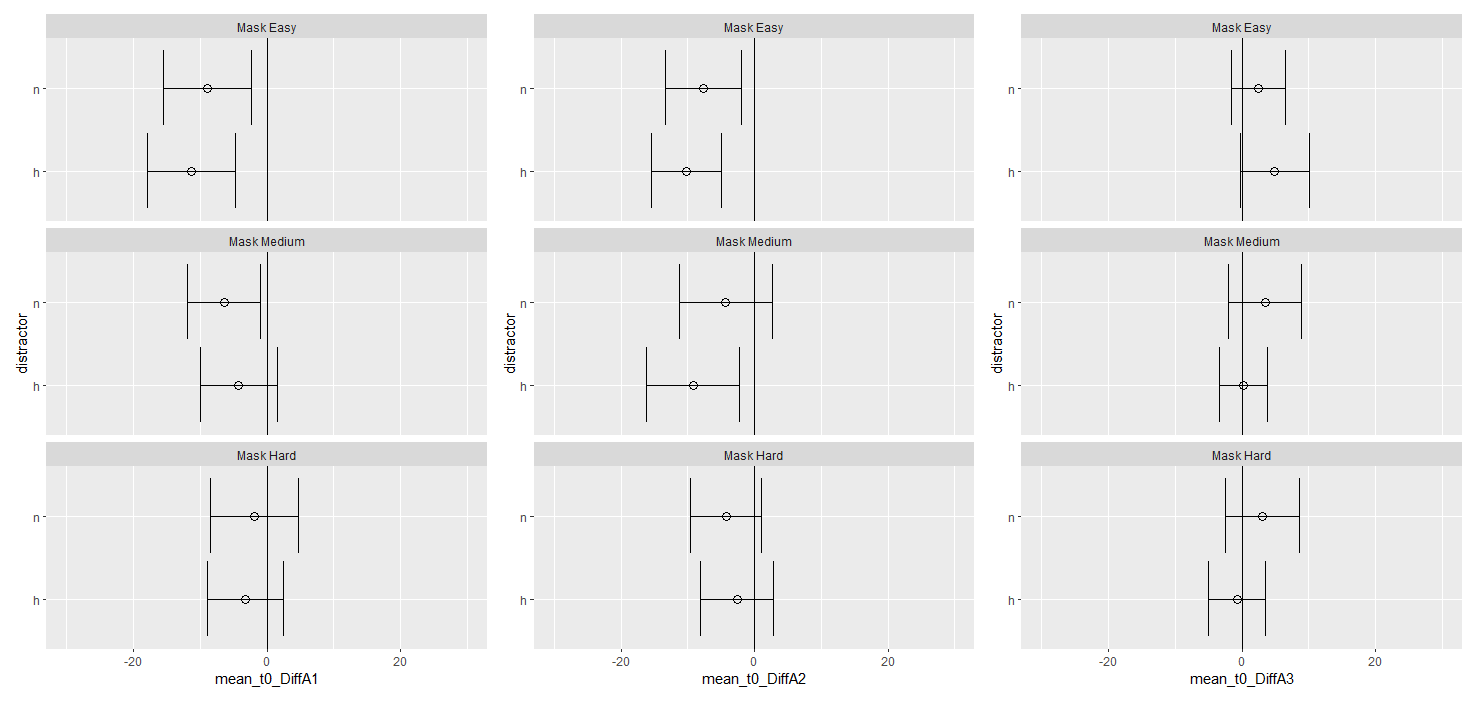 Mask Easy
n
h
Mask Medium
n
h
Mask Hard
n
h
distractor
-20 0 20
mean_t0_DiffA1
Mask Easy
n
h
Mask Medium
n
h
Mask Hard
n
h
distractor
-20 0 20
mean_t0_DiffA2
Mask Easy
n
h
Mask Medium
n
h
Mask Hard
n
h
distractor
-20 0 20
mean_t0_DiffA3